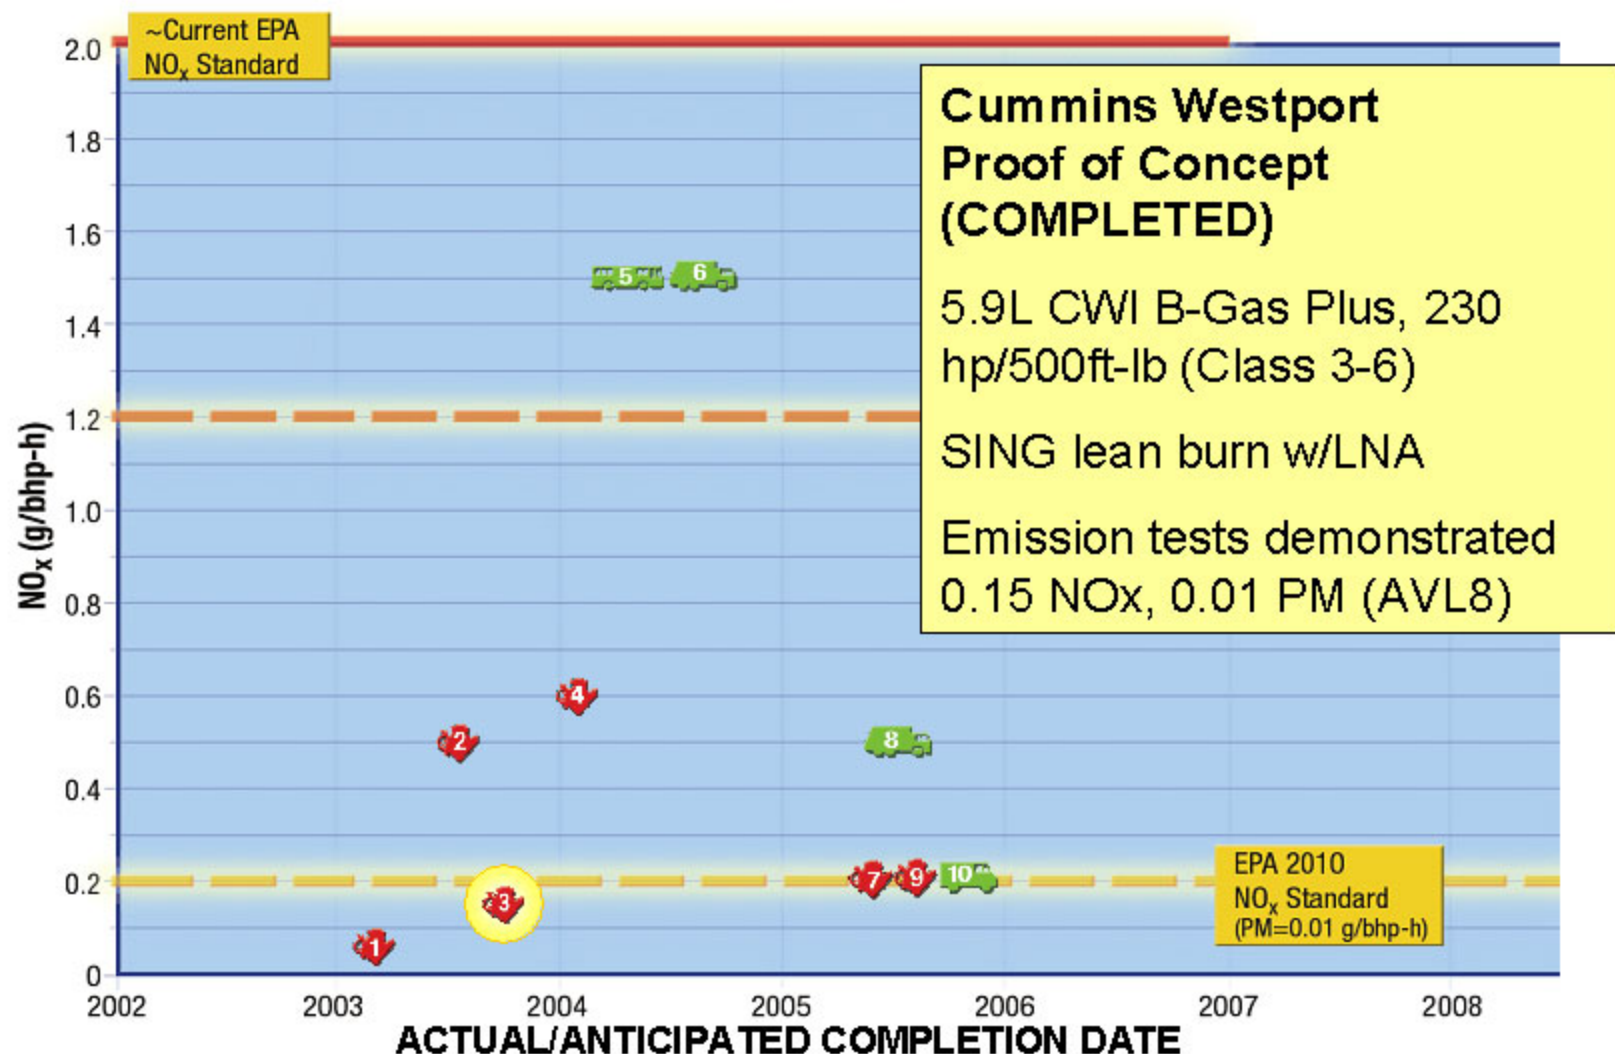 ~Current EPA
NOx Standard
2.0
1.8
1.6
1.4
1.2
1.0
0.8
0.6
0.4
0.2
0
NOx (g/bhp-h)
Cummins Westport
Proof of Concept
(COMPLETED)
5.9L CWI B-Gas Plus, 230
hp/500ft-lb (Class 3-6)
SING lean burn w/LNA
Emission tests demonstrated
0.15 NOx, 0.01 PM (AVL8)
5
6
4
2
8
7
9
10
3
1
EPA 2010
NOx Standard
(PM=0.01 g/bhp-h)
2002
2003
2004
2005
2006
2007
2008
ACTUAL/ANTICIPATED COMPLETION DATE